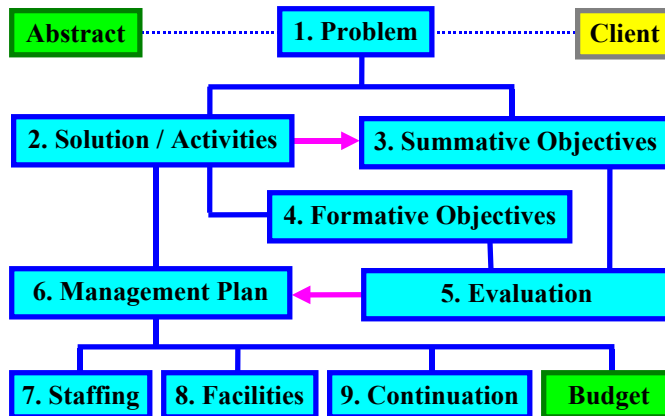 Abstract
1. Problem
Client
2. Solution / Activities
3. Summative Objectives
4. Formative Objectives
6. Management Plan
5. Evaluation
7. Staffing
8. Facilities
9. Continuation
Budget